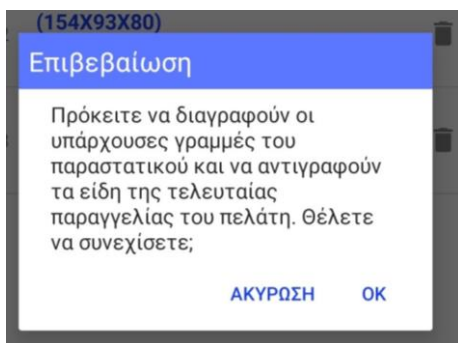 (154X93X80)
Επιβεβαίωση
Πρόκειτε να διαγραφούν οι
υπάρχουσες γραμμές του
παραστατικού και να αντιγραφούν
τα είδη της τελευταίας
παραγγελίας του πελάτη. Θέλετε
να συνεχίσετε;
ΑΚΥΡΩΣΗ OK